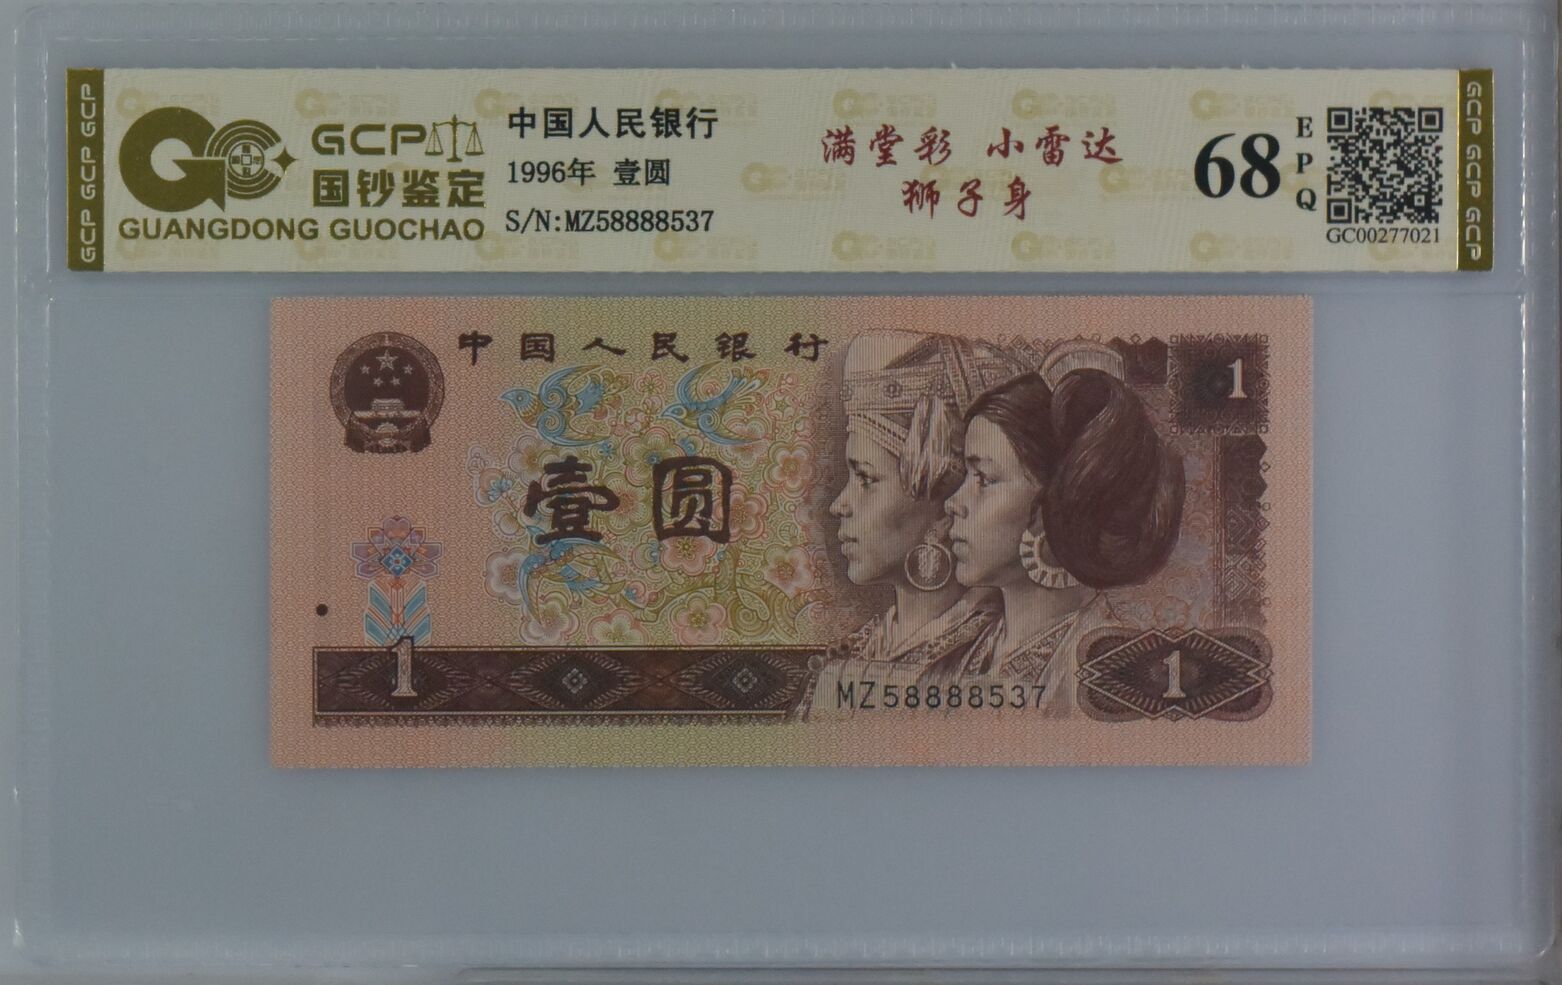 GCP GCP GCP
GCP
国钞鉴定
GUANGDONG GUOCHAO
中国人民银行
1996年 壹圆
S/N:MZ58888537
满堂彩 小雷达
狮子身
68
EPQ
GC00277021
GCP GCP GCP
中国人民银行
1
壹圆
1
MZ58888537
1